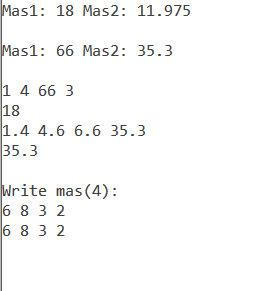 Mas1: 18 Mas2: 11.975
Mas1: 66 Mas2: 35.3
1 4 66 3
18
1.4 4.6 6.6 35.3
35.3
Write mas(4):
6 8 3 2
6 8 3 2